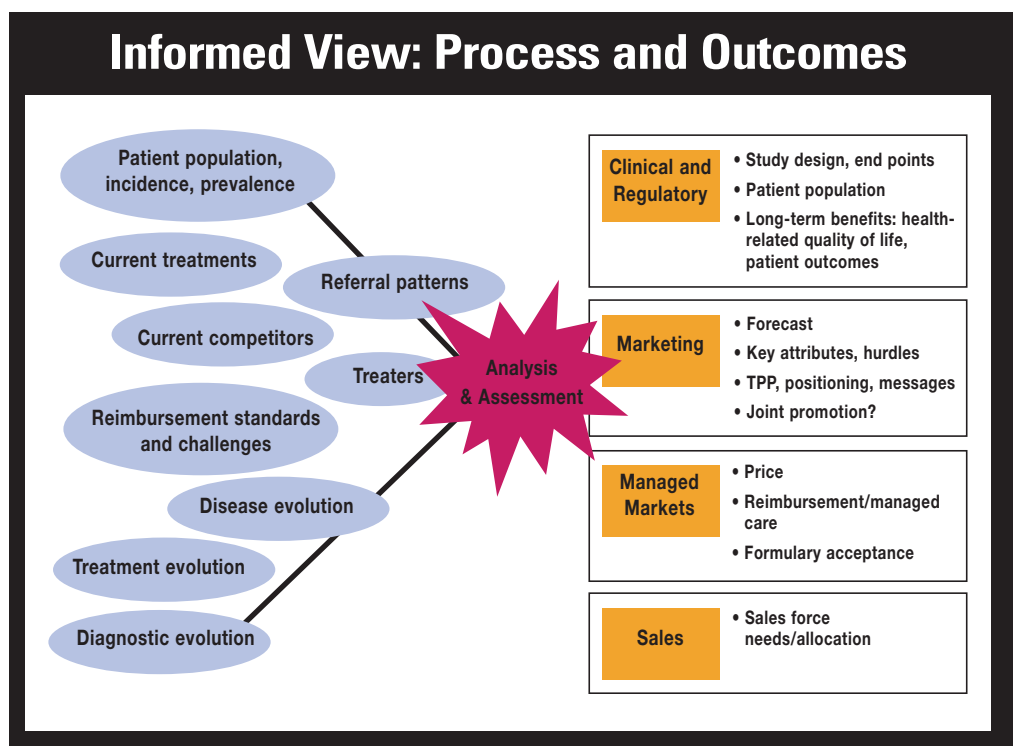 Informed View: Process and Outcomes
Patient population,
incidence, prevalence
Current treatments
Referral patterns
Current competitors
Treaters
Reimbursement standards
and challenges
Disease evolution
Treatment evolution
Diagnostic evolution
Analysis
& Assessment
Clinical and
Regulatory
• Study design, end points
• Patient population
• Long-term benefits: health-
related quality of life,
patient outcomes
Marketing
• Forecast
• Key attributes, hurdles
• TPP, positioning, messages
• Joint promotion?
Managed
Markets
• Price
• Reimbursement/managed
care
• Formulary acceptance
Sales
• Sales force
needs/allocation